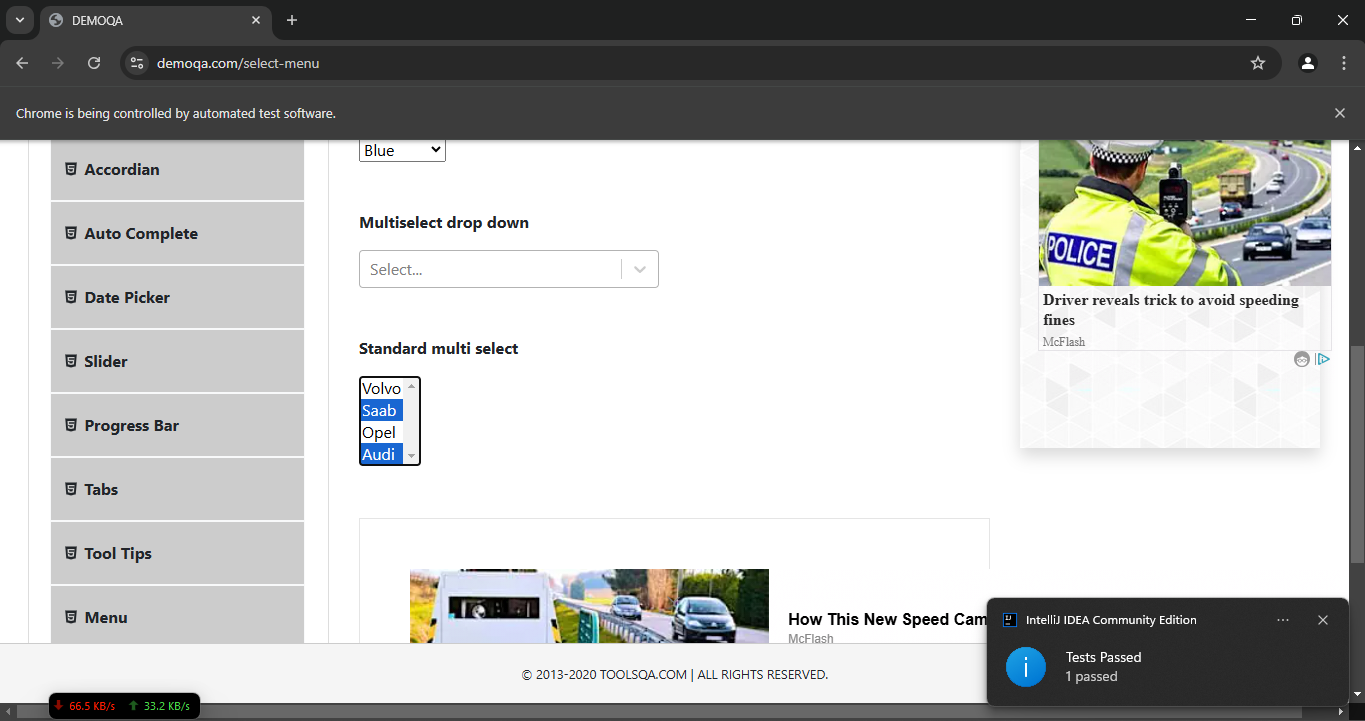 DEMOQA
demoqa.com/select-menu
Chrome is being controlled by automated test software.
Accordian
Auto Complete
Date Picker
Slider
Progress Bar
Tabs
Tool Tips
Menu
Blue
Multiselect drop down
Select...
Standard multi select
Volvo
Saab
Opel
Audi
POLICE
Driver reveals trick to avoid speeding
fines
McFlash
How This New Speed Cam
McFlash
© 2013-2020 TOOLSQA.COM | ALL RIGHTS RESERVED.
IntelliJ IDEA Community Edition
Tests Passed
1 passed
66.5 KB/s 33.2 KB/s